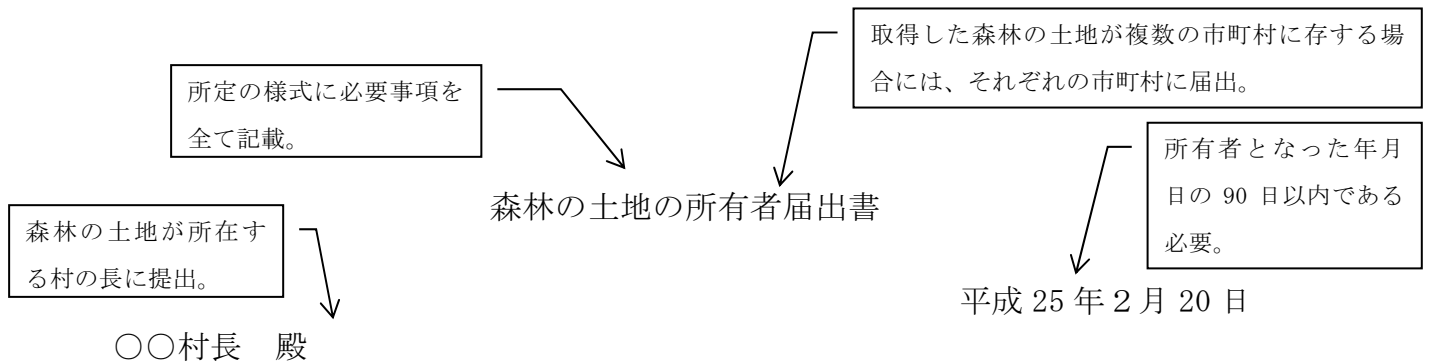 取得した森林の土地が複数の市町村に存する場
合には、それぞれの市町村に届出。
所定の様式に必要事項を
全て記載。
所有者となった年月
日の 90 日以内である
必要。
森林の土地の所有者届出書
森林の土地が所在す
る村の長に提出。
平成 25 年２月 20 日
○○村長　殿